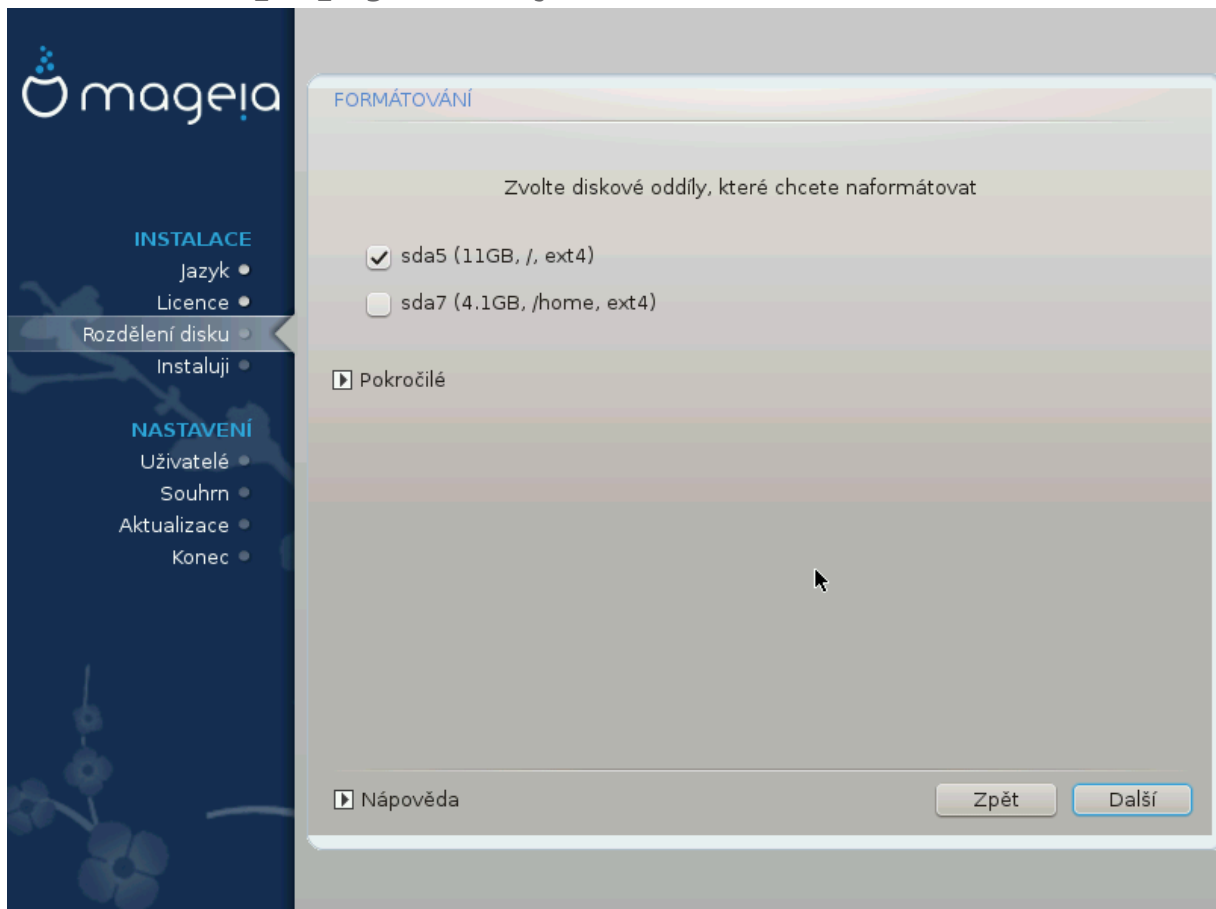 mageia
INSTALACE
Jazyk
Licence
Rozdělení disku
Instaluji
NASTAVENÍ
Uživatelé
Souhrn
Aktualizace
Konec
FORMÁTOVÁNÍ
Zvolte diskové oddíly, které chcete naformátovat
sda5 (11GB, /, ext4)
sda7 (4.1GB, /home, ext4)
Pokročilé
Nápověda
Zpět
Další